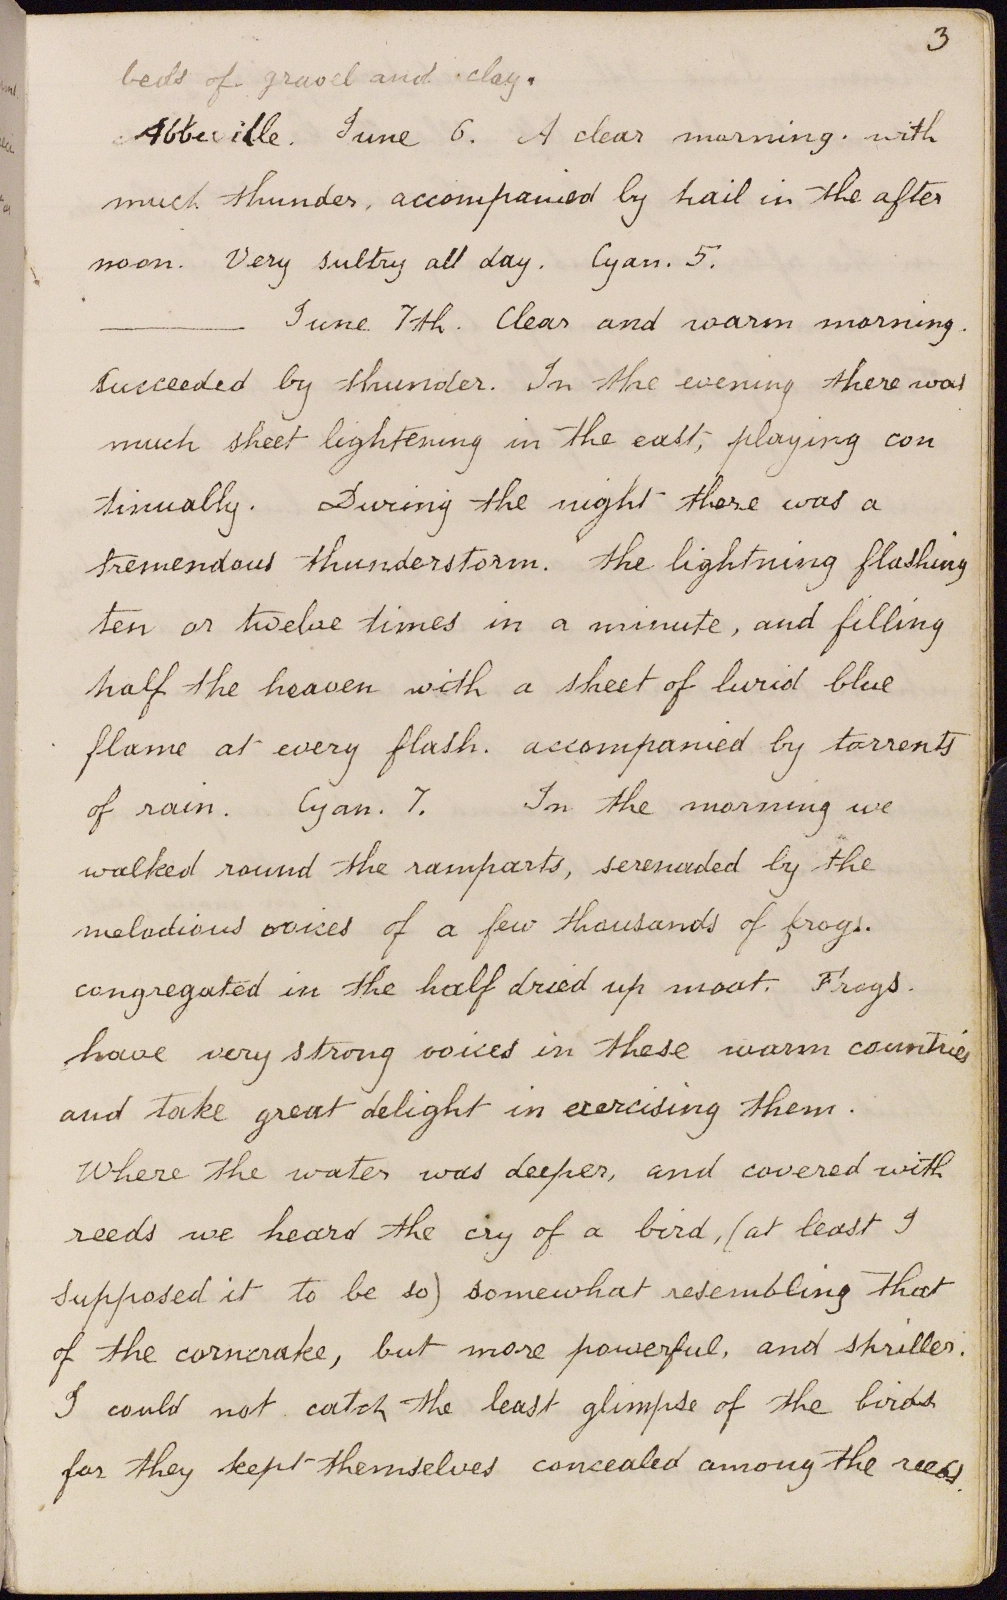 3
beds of gravel and clay.
Abbeville. June 6. A clear morning. with
much thunder, accompanied by hail in the after
noon. Very sultry all day. Cyan. 5.
——— June 7th. Clear and warm morning.
Succeeded by thunder. In the evening there was
much sheet lightening in the east, playing con
tinually. During the night there was a
tremendous thunderstorm. the lightning flashing
ten or twelve times in a minute, and filling
half the heaven with a sheet of lurid blue
flame at every flash. accompanied by torrents
of rain. Cyan. 7. In the morning we
walked round the ramparts, serenaded by the
melodious voices of a few thousands of frogs.
congregated in the half dried up moat. Frogs.
have very strong voices in these warm countries
and take great delight in exercising them.
Where the water was deeper, and covered with
reeds we heard the cry of a bird, (at least I
supposed it to be so) somewhat resembling that
of the corncrake, but more powerful, and shriller.
I could not catch the least glimpse of the birds
for they kept themselves concealed among the reeds.